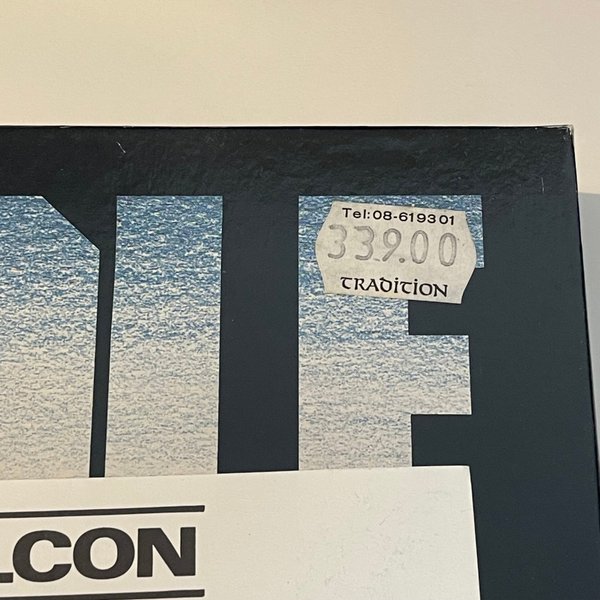 Tel:08-619301
339.00
TRADITION
LCON